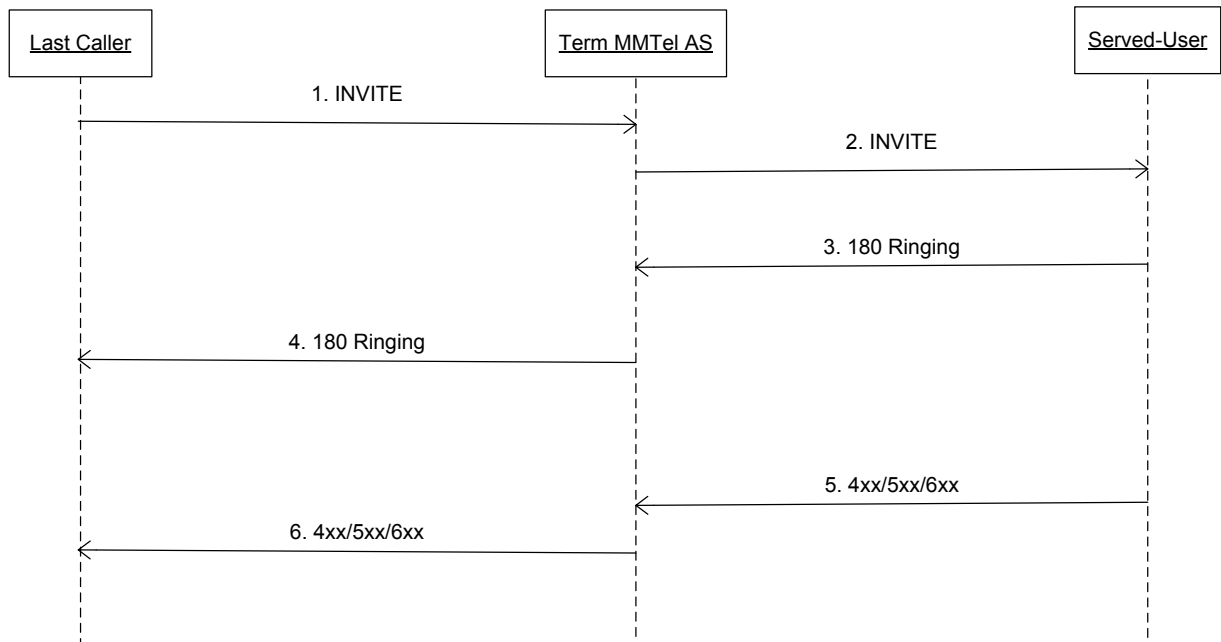 Last Caller
Term MMTel AS
Served-User
1. INVITE
2. INVITE
3. 180 Ringing
4. 180 Ringing
5. 4xx/5xx/6xx
6. 4xx/5xx/6xx